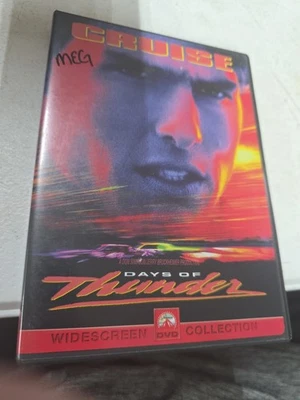 CRUISE
MEG
DAYS OF
Thunder
WIDESCREEN DVD COLLECTION